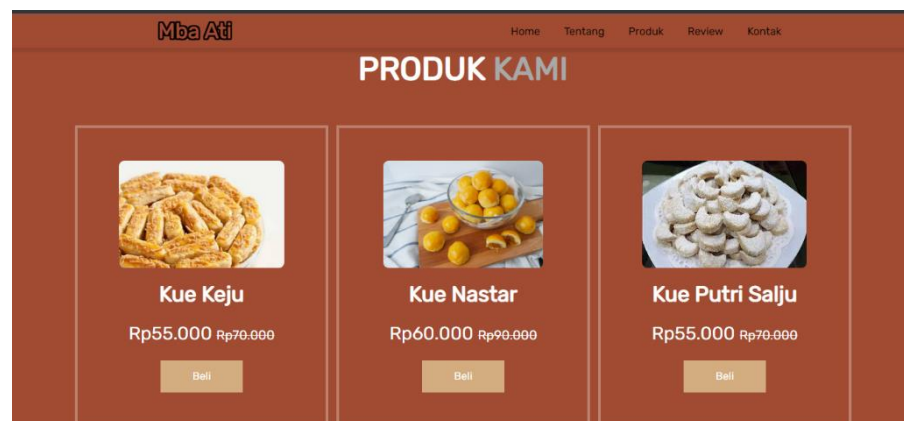 Mba Ati
Home Tentang Produk Review Kontak
PRODUK KAMI
Kue Keju
Rp55.000 Rp70.000
Beli
Kue Nastar
Rp60.000 Rp90.000
Beli
Kue Putri Salju
Rp55.000 Rp70.000
Beli